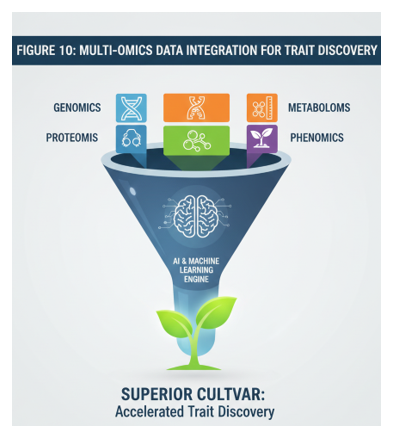 FIGURE 10: MULTI-OMICS DATA INTEGRATION FOR TRAIT DISCOVERY
GENOMICS
METABOLOMS
PROTEOMIS
PHENOMICS
AI & MACHINE
LEARNING
ENGINE
SUPERIOR CULTVAR:
Accelerated Trait Discovery